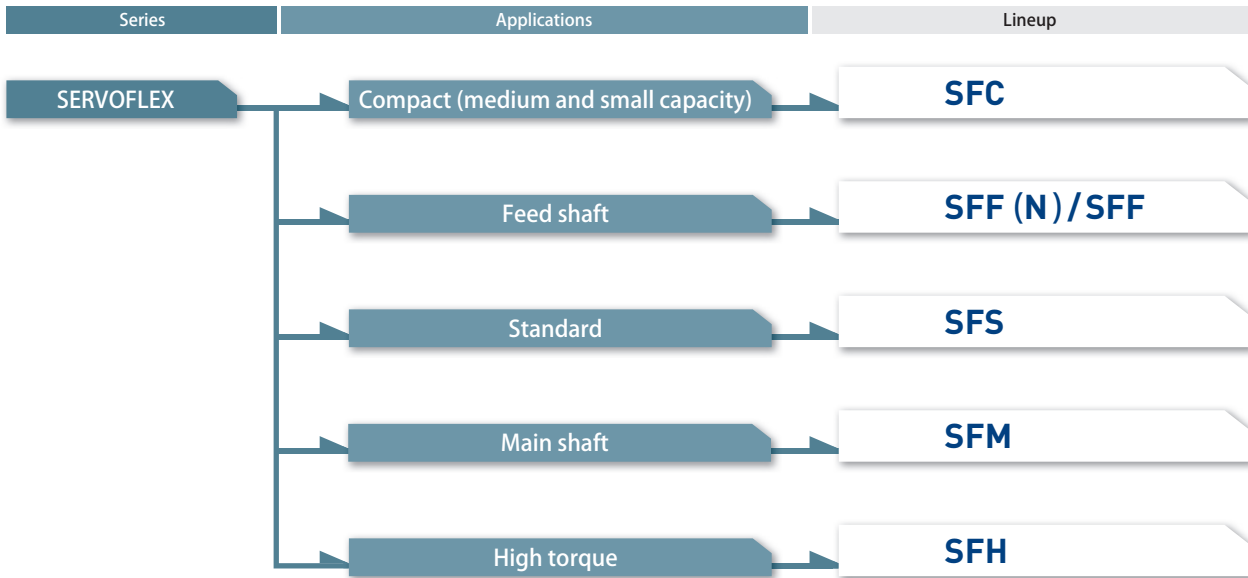 Series Applications Lineup
SERVOFLEX Compact (medium and small capacity) SFC
Feed shaft SFF (N)/SFF
Standard SFS
Main shaft SFM
High torque SFH